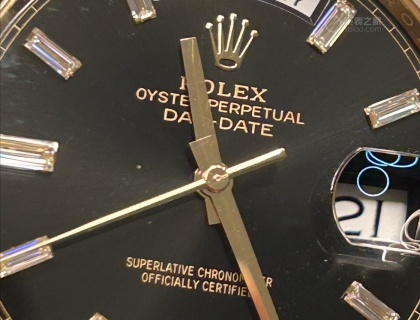 ROLEX
OYSTER PERPETUAL
DAY-DATE
SUPERLATIVE CHRONOMETER
OFFICIALLY CERTIFIED